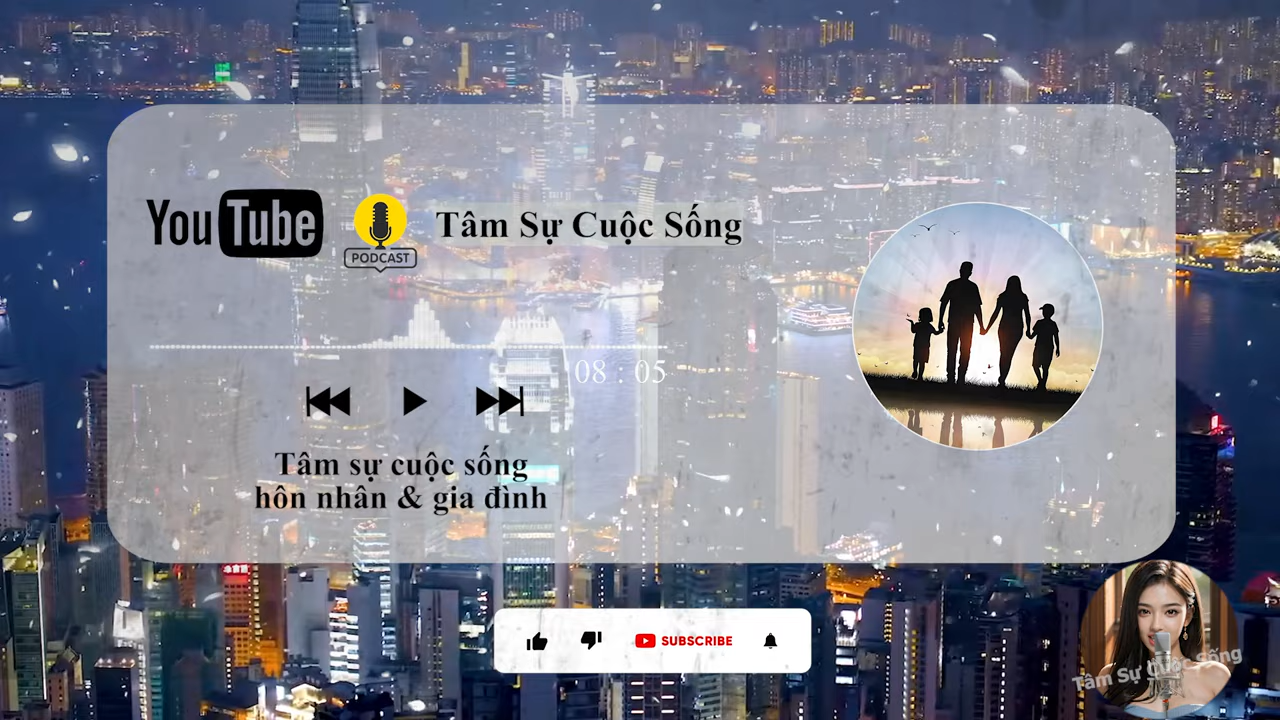 YouTube
PODCAST
Tâm Sự Cuộc Sống
08 : 05
Tâm sự cuộc sống
hôn nhân & gia đình
SUBSCRIBE
Tâm Sự Cuộc Sống